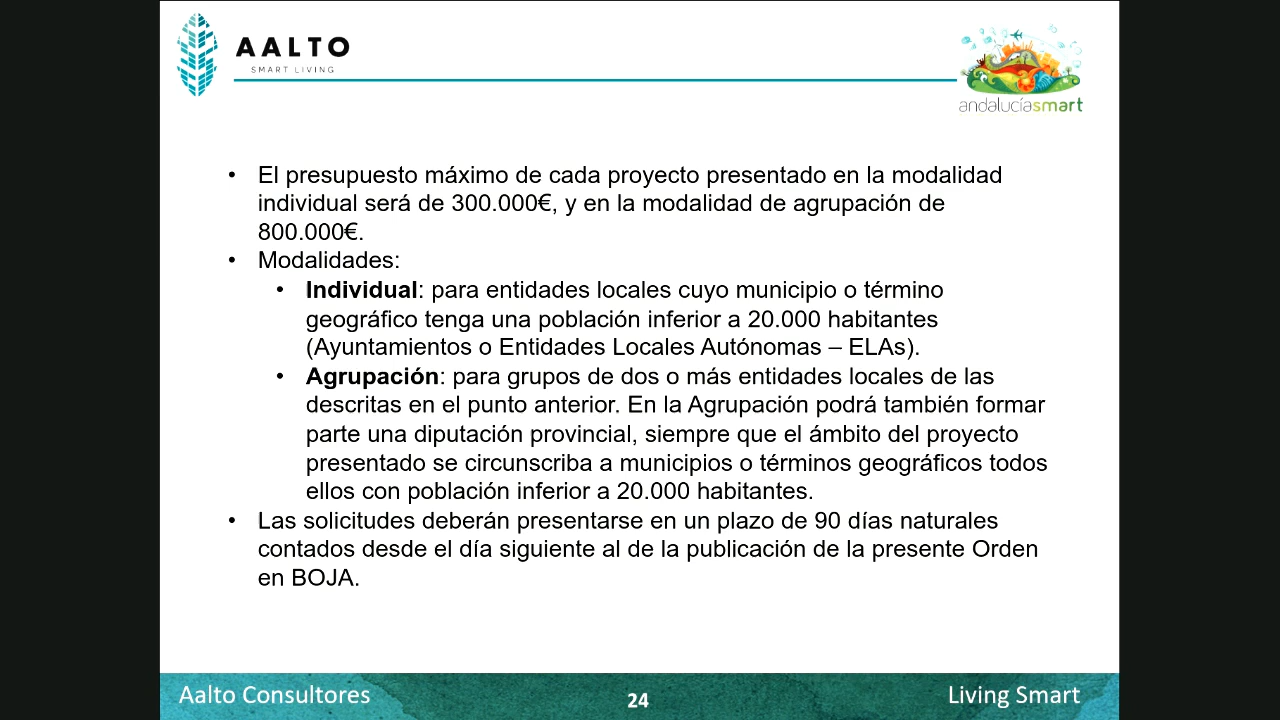 AALTO
SMART LIVING
andalucíasmart
• El presupuesto máximo de cada proyecto presentado en la modalidad
individual será de 300.000€, y en la modalidad de agrupación de
800.000€.
• Modalidades:
• Individual: para entidades locales cuyo municipio o término
geográfico tenga una población inferior a 20.000 habitantes
(Ayuntamientos o Entidades Locales Autónomas – ELAs).
• Agrupación: para grupos de dos o más entidades locales de las
descritas en el punto anterior. En la Agrupación podrá también formar
parte una diputación provincial, siempre que el ámbito del proyecto
presentado se circunscriba a municipios o términos geográficos todos
ellos con población inferior a 20.000 habitantes.
• Las solicitudes deberán presentarse en un plazo de 90 días naturales
contados desde el día siguiente al de la publicación de la presente Orden
en BOJA.
Aalto Consultores
24
Living Smart